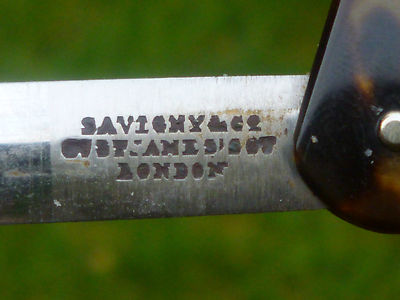 SAVIGNY & CO
67 ST. JAMES' ST
LONDON